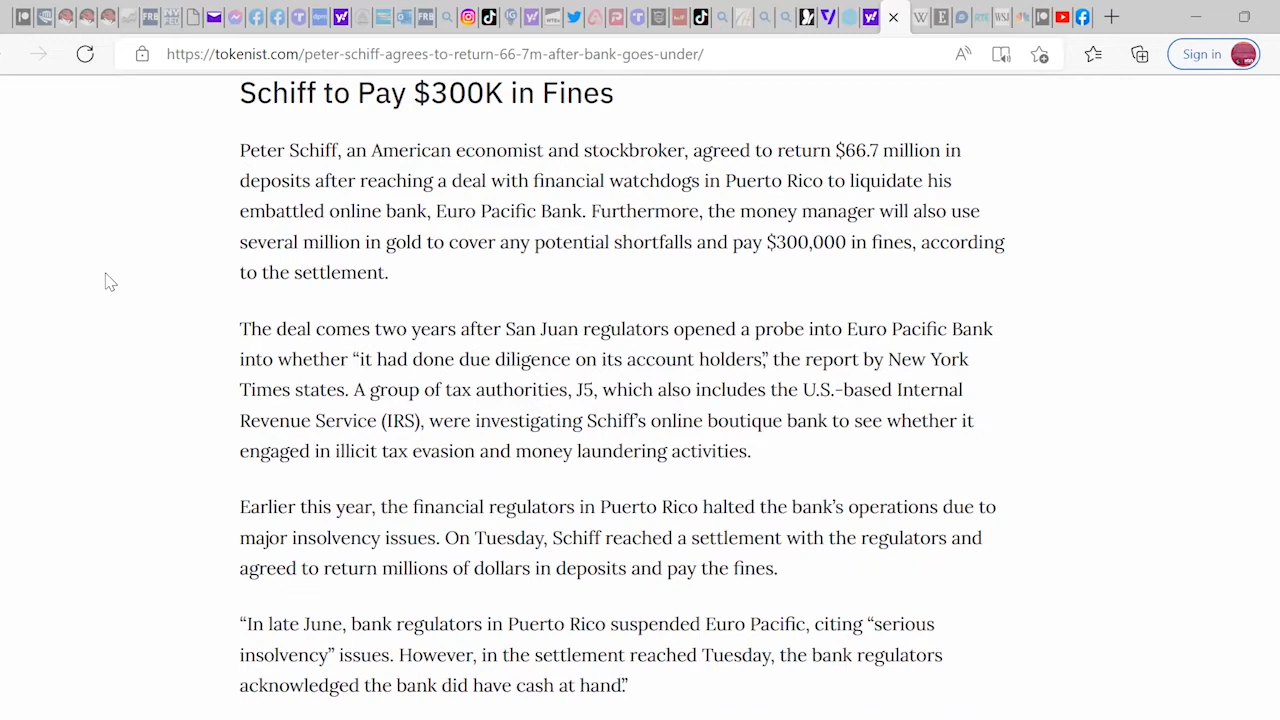 https://tokenist.com/peter-schiff-agrees-to-return-66-7m-after-bank-goes-under/
Sign in
Schiff to Pay $300K in Fines
Peter Schiff, an American economist and stockbroker, agreed to return $66.7 million in
deposits after reaching a deal with financial watchdogs in Puerto Rico to liquidate his
embattled online bank, Euro Pacific Bank. Furthermore, the money manager will also use
several million in gold to cover any potential shortfalls and pay $300,000 in fines, according
to the settlement.
The deal comes two years after San Juan regulators opened a probe into Euro Pacific Bank
into whether “it had done due diligence on its account holders,” the report by New York
Times states. A group of tax authorities, J5, which also includes the U.S.-based Internal
Revenue Service (IRS), were investigating Schiff’s online boutique bank to see whether it
engaged in illicit tax evasion and money laundering activities.
Earlier this year, the financial regulators in Puerto Rico halted the bank’s operations due to
major insolvency issues. On Tuesday, Schiff reached a settlement with the regulators and
agreed to return millions of dollars in deposits and pay the fines.
“In late June, bank regulators in Puerto Rico suspended Euro Pacific, citing “serious
insolvency” issues. However, in the settlement reached Tuesday, the bank regulators
acknowledged the bank did have cash at hand.”